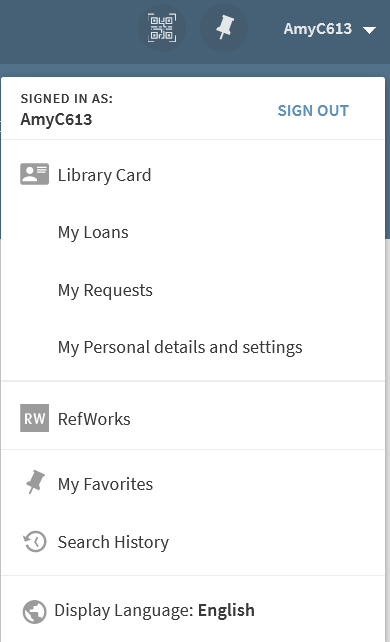 AmyC613
SIGNED IN AS:
AmyC613
SIGN OUT
Library Card
My Loans
My Requests
My Personal details and settings
RW RefWorks
My Favorites
Search History
Display Language: English